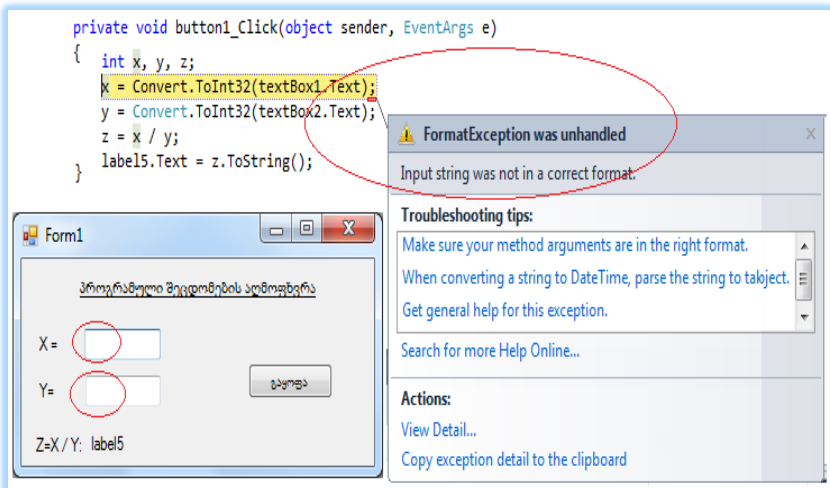 private void button1_Click(object sender, EventArgs e)
{
int x, y, z;
x = Convert.ToInt32(textBox1.Text);
y = Convert.ToInt32(textBox2.Text);
z = x / y;
label5.Text = z.ToString();
}
FormatException was unhandled
Input string was not in a correct format.
Troubleshooting tips:
Make sure your method arguments are in the right format.
When converting a string to DateTime, parse the string to take
object.
Get general help for this exception.
Search for more Help Online...
Actions:
View Detail...
Copy exception detail to the clipboard
Form1
პროგრამული შეცდომების აღმოფხვრა
X =
Y=
გაყოფა
Z=X / Y: label5